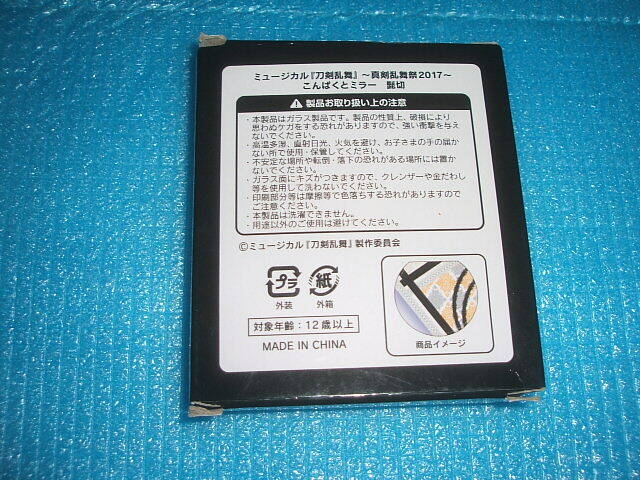 ミュージカル『刀剣乱舞』～真剣乱舞祭2017～
こんぱくとミラー 髭切
製品お取り扱い上の注意
・本製品はガラス製品です。製品の性質上、破損により
思わぬケガをする恐れがありますので、強い衝撃を与え
ないでください。
・高温多湿、直射日光、火気を避け、お子さまの手の届か
ない所で使用・保管してください。
・不安定な場所や転倒・落下の恐れがある場所には置か
ないでください。
・ガラス面にキズがつきますので、クレンザーや金だわし
等を使用して洗わないでください。
・印刷部分等は摩擦等で色落ちする恐れがありますので
ご注意ください。
・本製品は洗濯できません。
・用途以外のご使用は避けてください。
©ミュージカル『刀剣乱舞』製作委員会
プラ 紙
外装 外箱
対象年齢：12歳以上
MADE IN CHINA
商品イメージ